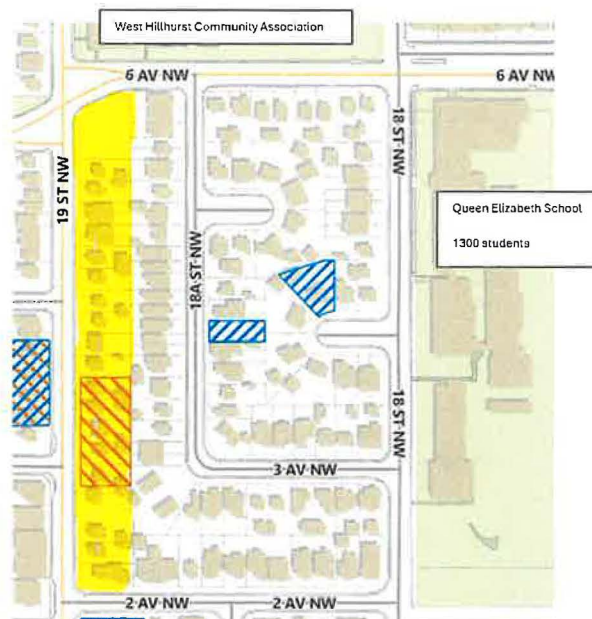 West Hillhurst Community Association
6 AV NW
6 AV NW
19 ST NW
18A ST NW
18 ST NW
Queen Elizabeth School
1300 students
18 ST NW
3 AV NW
2 AV NW
2 AV NW